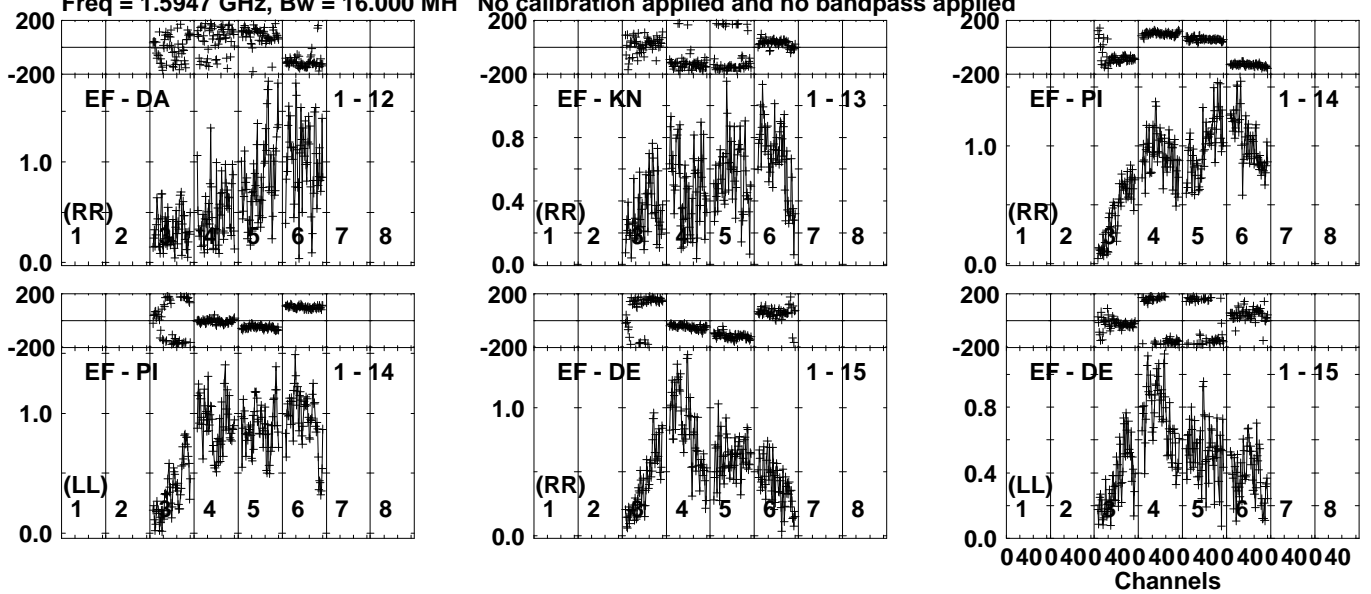 Freq = 1.5947 GHz, Bw = 16.000 MH No calibration applied and no bandpass applied
200
-200
EF - DA 1 - 12
1.0
(RR)
1 2 3 4 5 6 7 8
0.0
200
-200
EF - KN 1 - 13
0.8
0.4
(RR)
1 2 3 4 5 6 7 8
0.0
200
-200
EF - PI 1 - 14
1.0
(RR)
1 2 3 4 5 6 7 8
0.0
200
-200
EF - PI 1 - 14
1.0
(LL)
1 2 3 4 5 6 7 8
0.0
200
-200
EF - DE 1 - 15
1.0
(RR)
1 2 3 4 5 6 7 8
0.0
200
-200
EF - DE 1 - 15
0.8
0.4
(LL)
1 2 3 4 5 6 7 8
0.0
0 40 0 40 0 40 0 40 0 40 0 40 0 40 0 40
Channels